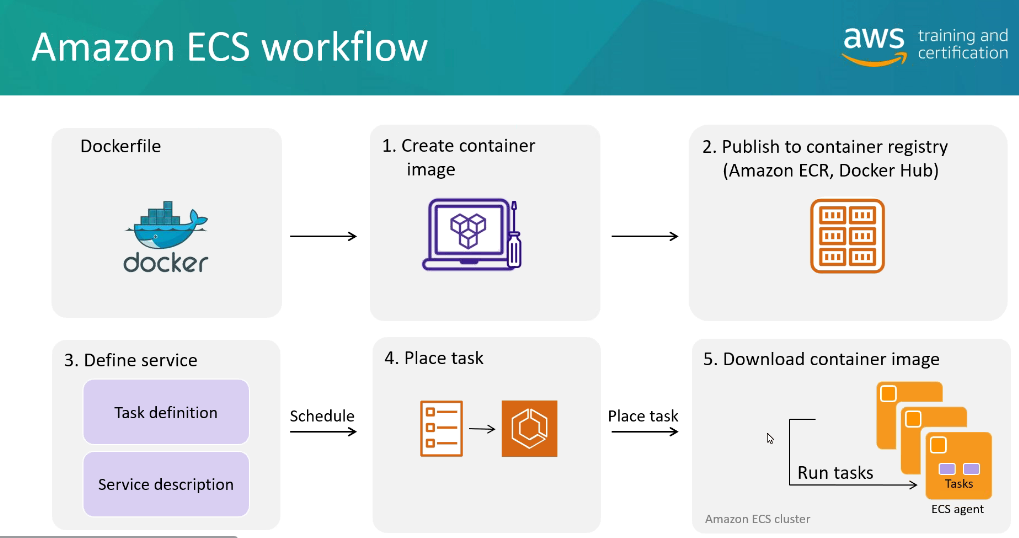 Amazon ECS workflow
aws training and
certification
Dockerfile
docker
1. Create container
image
2. Publish to container registry
(Amazon ECR, Docker Hub)
3. Define service
Task definition
Service description
Schedule
4. Place task
Place task
5. Download container image
Run tasks
Tasks
ECS agent
Amazon ECS cluster